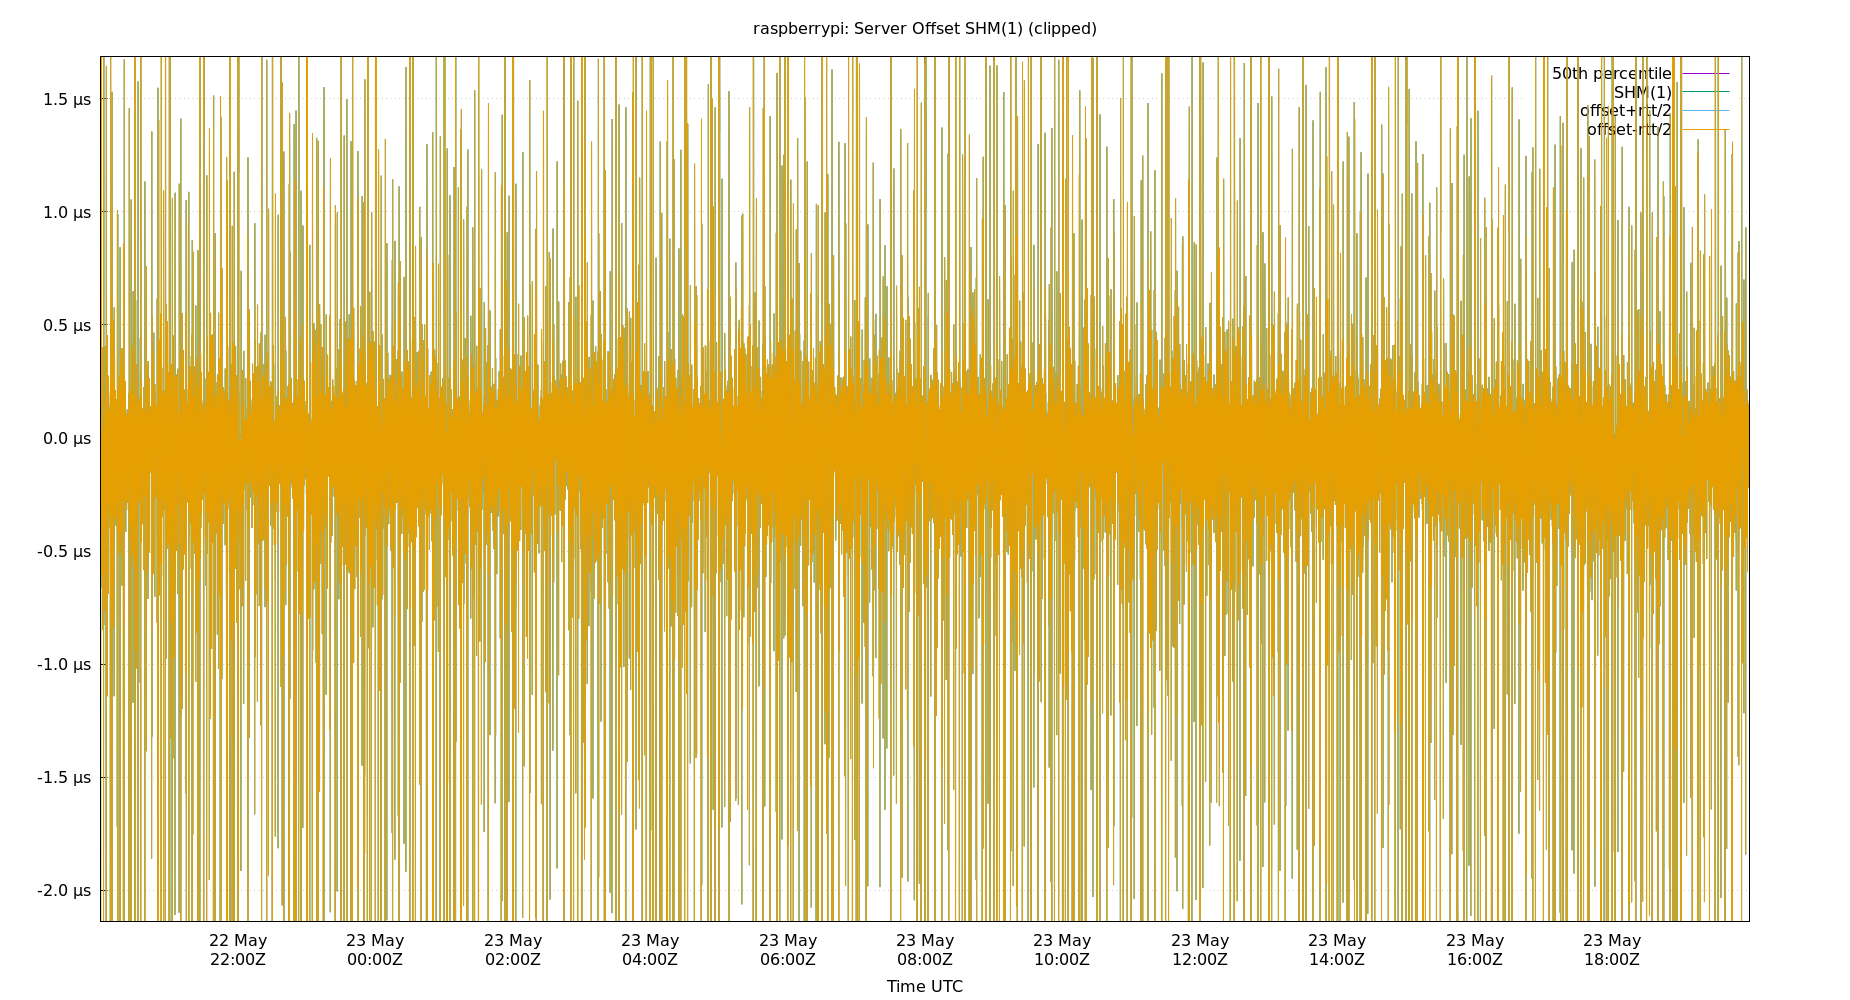 raspberrypi: Server Offset SHM(1) (clipped)
50th percentile
SHM(1)
offset+rtt/2
offset-rtt/2
1.5 µs
1.0 µs
0.5 µs
0.0 µs
-0.5 µs
-1.0 µs
-1.5 µs
-2.0 µs
22 May 23 May 23 May 23 May 23 May 23 May 23 May 23 May 23 May 23 May 23 May
22:00Z 00:00Z 02:00Z 04:00Z 06:00Z 08:00Z 10:00Z 12:00Z 14:00Z 16:00Z 18:00Z
Time UTC